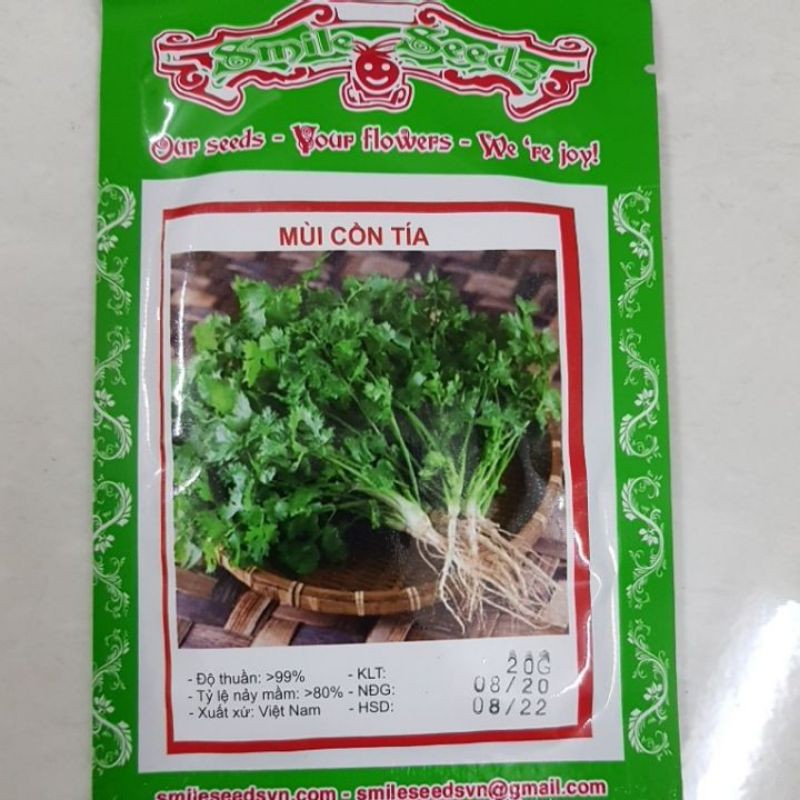 Smile Seeds
Our seeds - Your flowers - We 're joy!
MÙI CỒN TÍA
- Độ thuần: >99% - KLT: 20G
- Tỷ lệ nảy mầm: >80% - NĐG: 08/20
- Xuất xứ: Việt Nam - HSD: 08/22
smileseedsvn.com - smileseedsvn@gmail.com